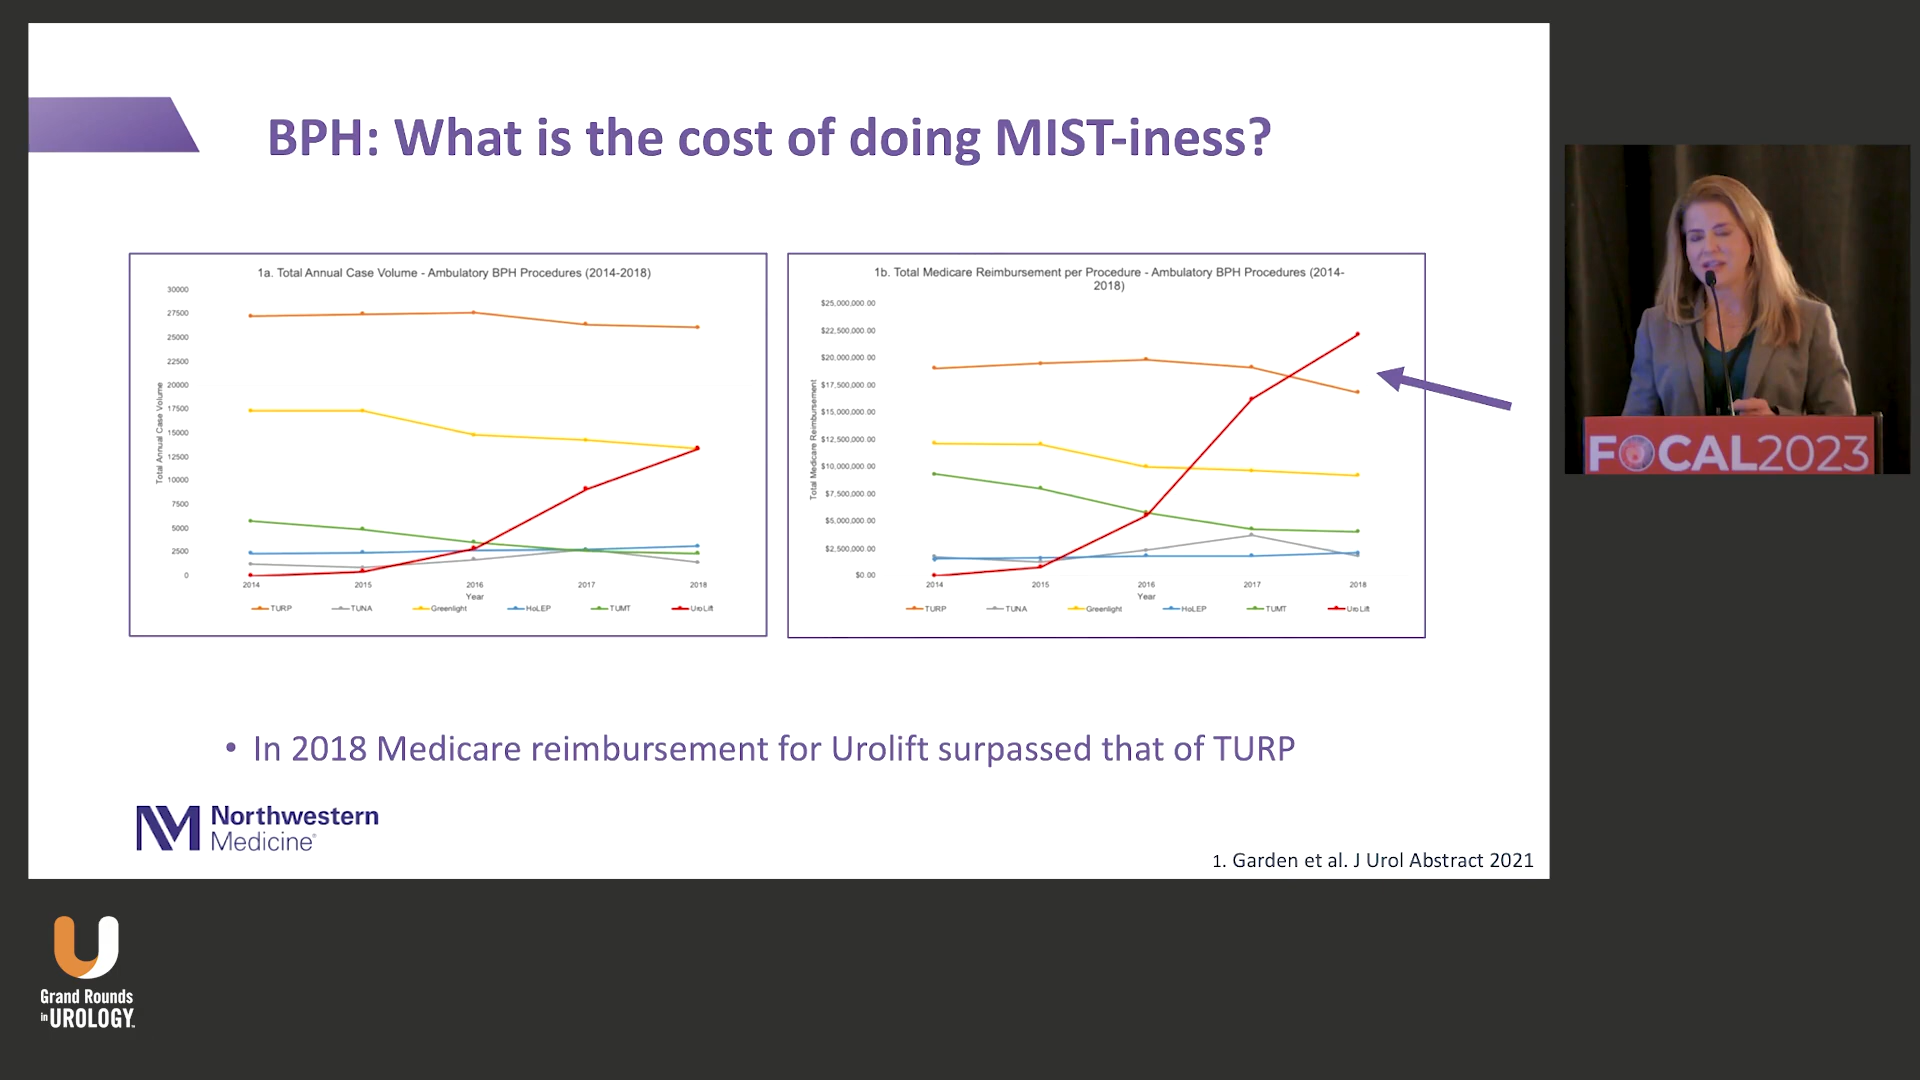 BPH: What is the cost of doing MIST-iness?
1a. Total Annual Case Volume - Ambulatory BPH Procedures (2014-2018)
30000
27500
25000
22500
20000
17500
15000
12500
10000
7500
5000
2500
0
Total Annual Case Volume
2014 2015 2016 2017 2018
Year
TURP TUNA Greenlight HoLEP TUMT UroLift
1b. Total Medicare Reimbursement per Procedure - Ambulatory BPH Procedures (2014-
2018)
$25,000,000.00
$22,500,000.00
$20,000,000.00
$17,500,000.00
$15,000,000.00
$12,500,000.00
$10,000,000.00
$7,500,000.00
$5,000,000.00
$2,500,000.00
$0.00
Total Medicare Reimbursement
2014 2015 2016 2017 2018
Year
TURP TUNA Greenlight HoLEP TUMT UroLift
• In 2018 Medicare reimbursement for Urolift surpassed that of TURP
NM Northwestern
Medicine®
1. Garden et al. J Urol Abstract 2021
FOCAL2023
Grand Rounds
in UROLOGY